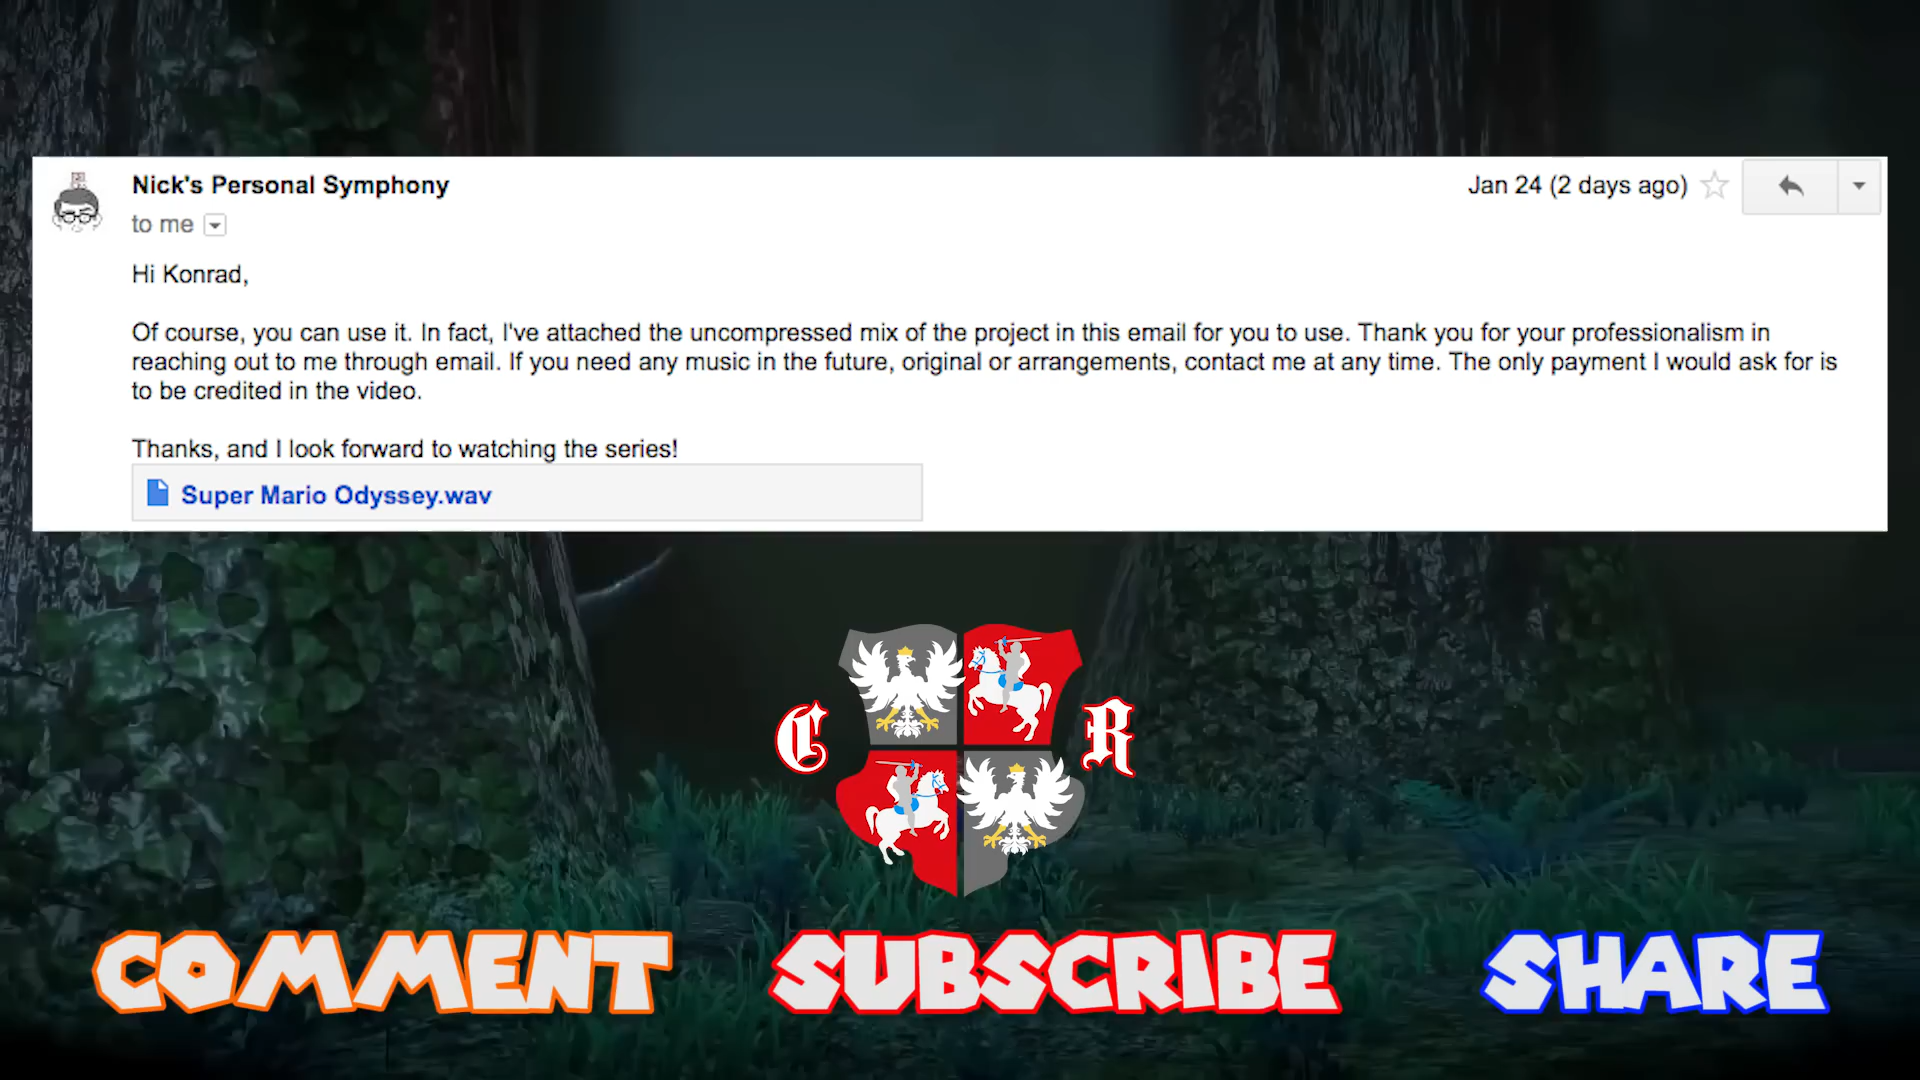 Nick's Personal Symphony
Jan 24 (2 days ago)
to me
Hi Konrad,
Of course, you can use it. In fact, I've attached the uncompressed mix of the project in this email for you to use. Thank you for your professionalism in
reaching out to me through email. If you need any music in the future, original or arrangements, contact me at any time. The only payment I would ask for is
to be credited in the video.
Thanks, and I look forward to watching the series!
Super Mario Odyssey.wav
C R
COMMENT SUBSCRIBE SHARE